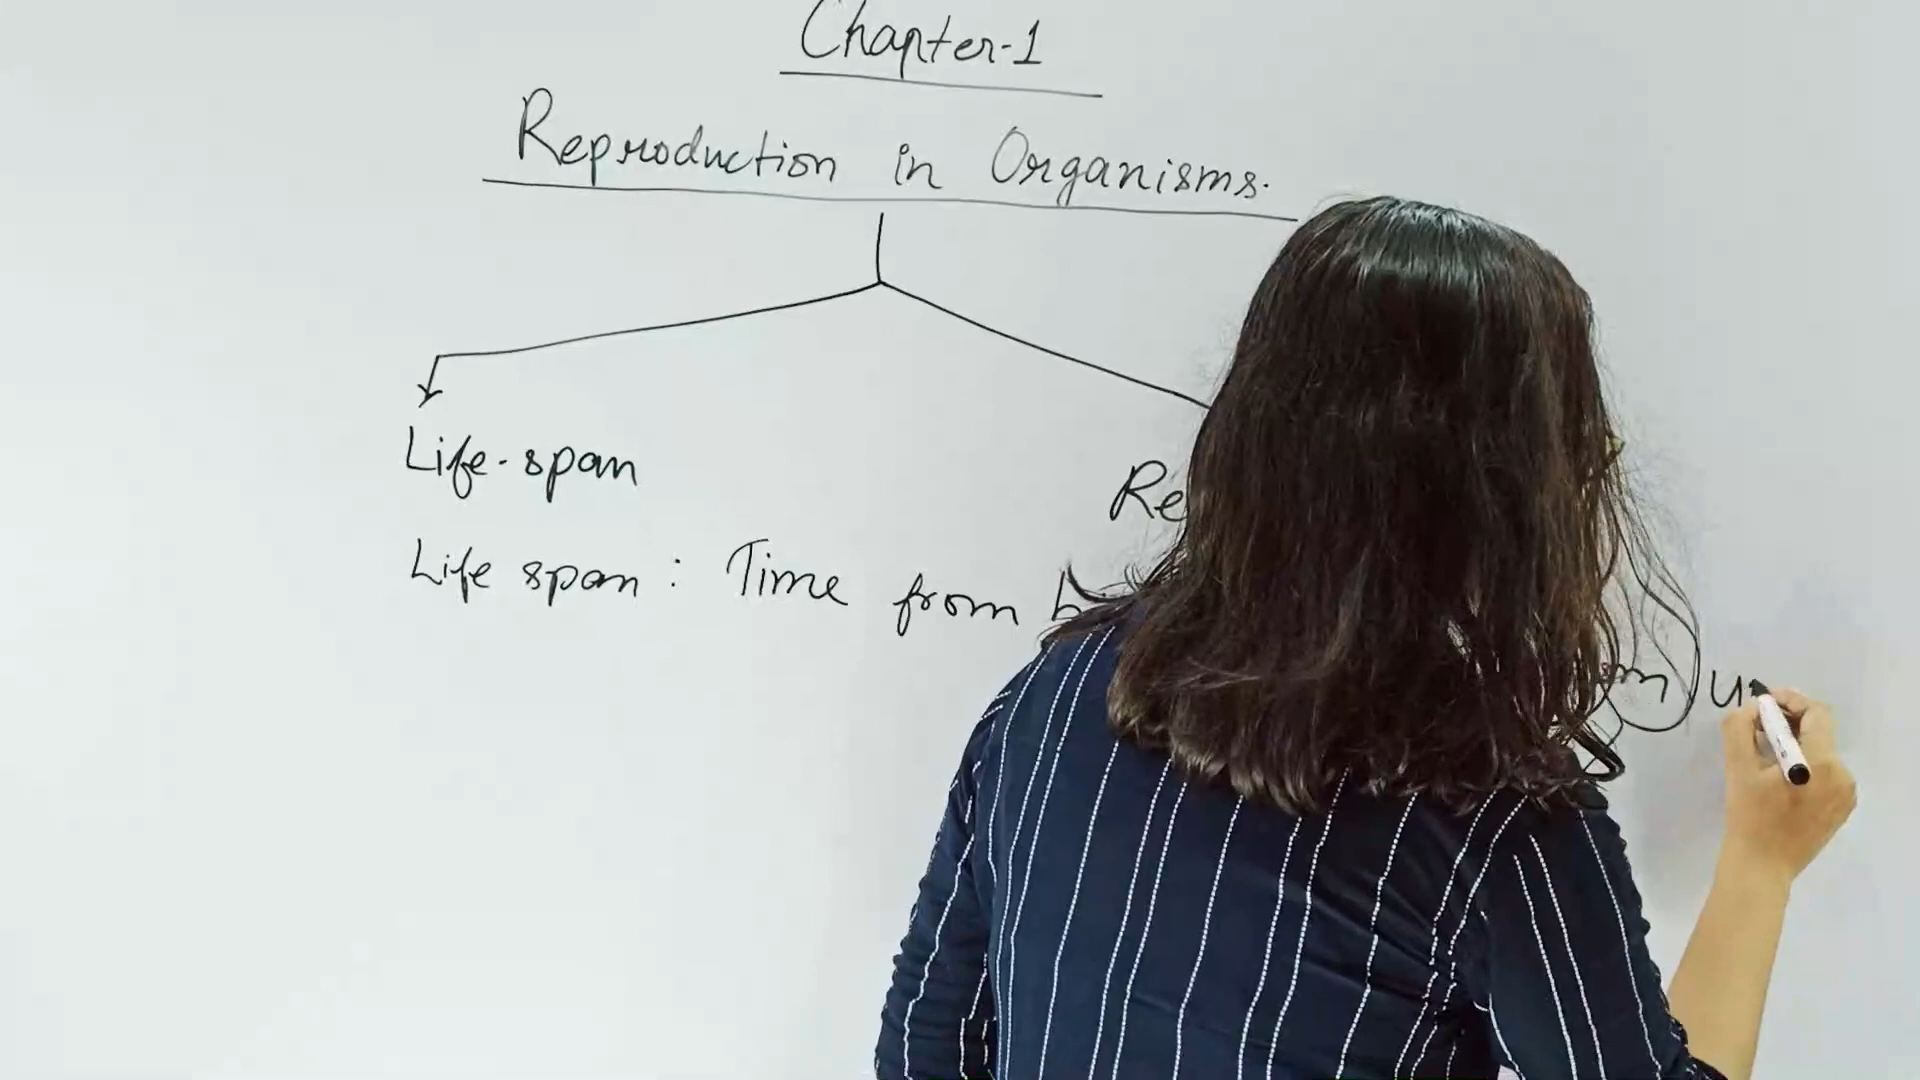 Chapter-1
Reproduction in Organisms.
Life-span
Life span : Time from